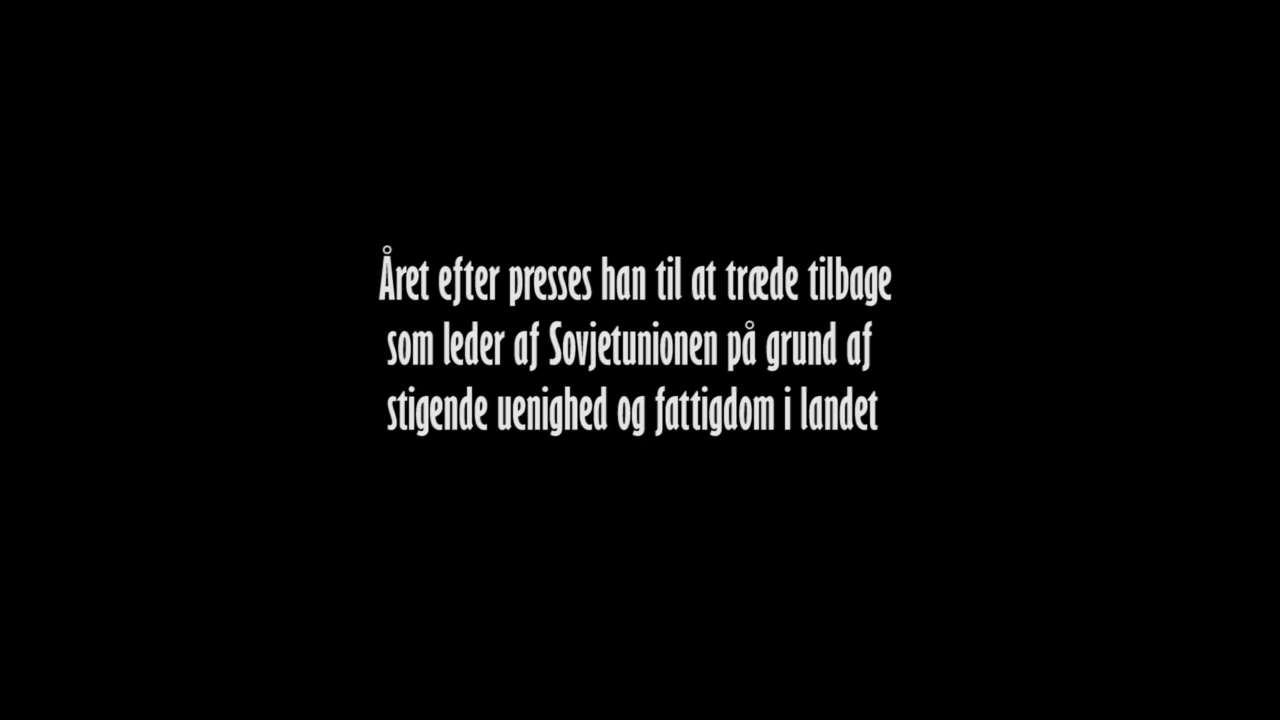 Året efter presses han til at træde tilbage
som leder af Sovjetunionen på grund af
stigende uenighed og fattigdom i landet